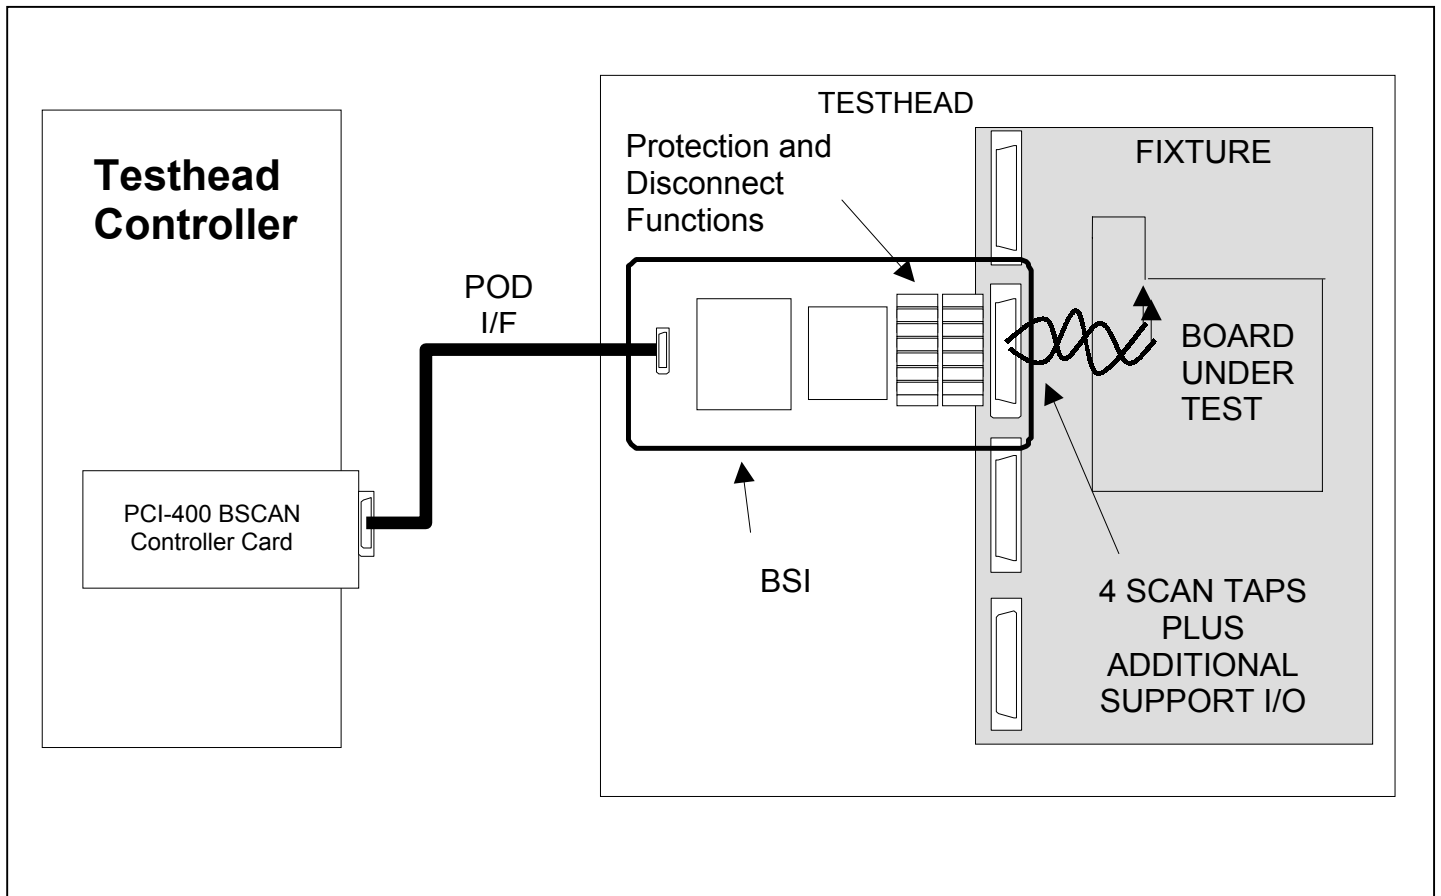 Testhead
Controller
POD
I/F
PCI-400 BSCAN
Controller Card
TESTHEAD
Protection and
Disconnect
Functions
FIXTURE
BOARD
UNDER
TEST
BSI
4 SCAN TAPS
PLUS
ADDITIONAL
SUPPORT I/O